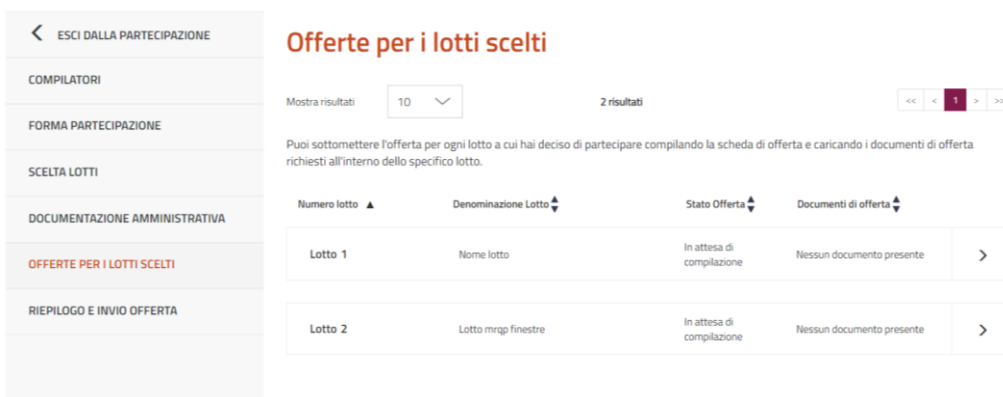 ESCI DALLA PARTECIPAZIONE
COMPILATORI
FORMA PARTECIPAZIONE
SCELTA LOTTI
DOCUMENTAZIONE AMMINISTRATIVA
OFFERTE PER I LOTTI SCELTI
RIEPILOGO E INVIO OFFERTA
Offerte per i lotti scelti
Mostra risultati 10 2 risultati << < 1 > >>
Puoi sottomettere l'offerta per ogni lotto a cui hai deciso di partecipare compilando la scheda di offerta e caricando i documenti di offerta
richiesti all'interno dello specifico lotto.
Numero lotto ▲ Denominazione Lotto Stato Offerta Documenti di offerta
Lotto 1 Nome lotto In attesa di compilazione Nessun documento presente >
Lotto 2 Lotto mrqp finestre In attesa di compilazione Nessun documento presente >